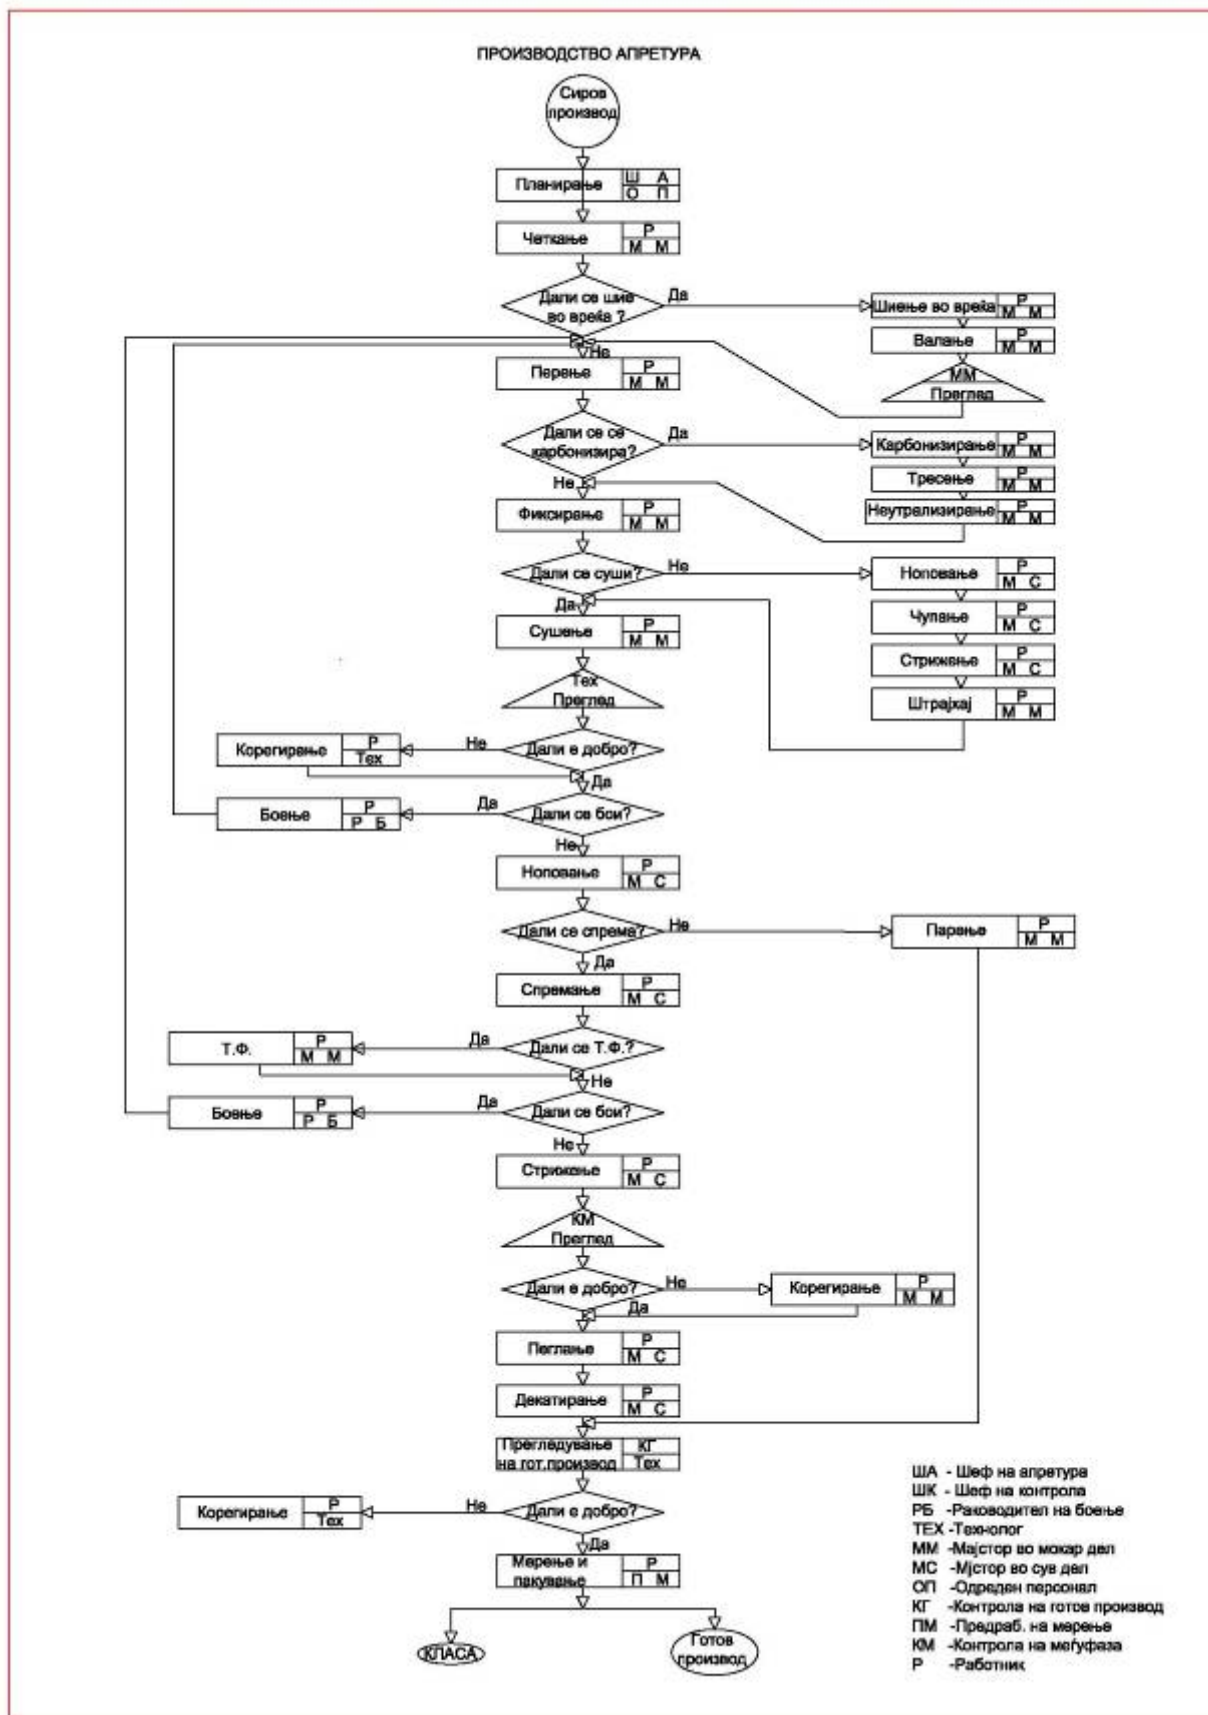 ПРОИЗВОДСТВО АПРЕТУРА
Сиров
производ
Планирање
Ш А
О П
Четкање
Р
М М
Дали се шие
во вреќа ?
Да
Шиење во вреќа
Р
М М
Валање
Р
М М
ММ
Преглед
Не
Перење
Р
М М
Дали се се
карбонизира?
Да
Карбонизирање
Р
М М
Тресење
Р
М М
Неутрализирање
Р
М М
Не
Фиксирање
Р
М М
Дали се суши?
Не
Ноповање
Р
М С
Чупање
Р
М С
Стрижење
Р
М С
Штрајхај
Р
М М
Да
Сушење
Р
М М
Тех
Преглед
Дали е добро?
Не
Корегирање
Р
Тех
Да
Дали се бои?
Да
Боење
Р
Р Б
Не
Ноповање
Р
М С
Дали се спрема?
Не
Парење
Р
М М
Да
Спремање
Р
М С
Дали се Т.Ф.?
Да
Т.Ф.
Р
М М
Не
Дали се бои?
Да
Боење
Р
Р Б
Не
Стрижење
Р
М С
КМ
Преглед
Дали е добро?
Не
Корегирање
Р
М М
Да
Пеглање
Р
М С
Декатирање
Р
М С
Прегледување
на гот.производ
КГ
Тех
Дали е добро?
Не
Корегирање
Р
Тех
Да
Мерење и
пакување
Р
П М
КЛАСА
Готов
производ
ША - Шеф на апретура
ШК - Шеф на контрола
РБ -Раководител на боење
ТЕХ -Технолог
ММ -Мајстор во мокар дел
МС -Мјстор во сув дел
ОП -Одреден персонал
КГ -Контрола на готов производ
ПМ -Предраб. на мерење
КМ -Контрола на меѓуфаза
Р -Работник